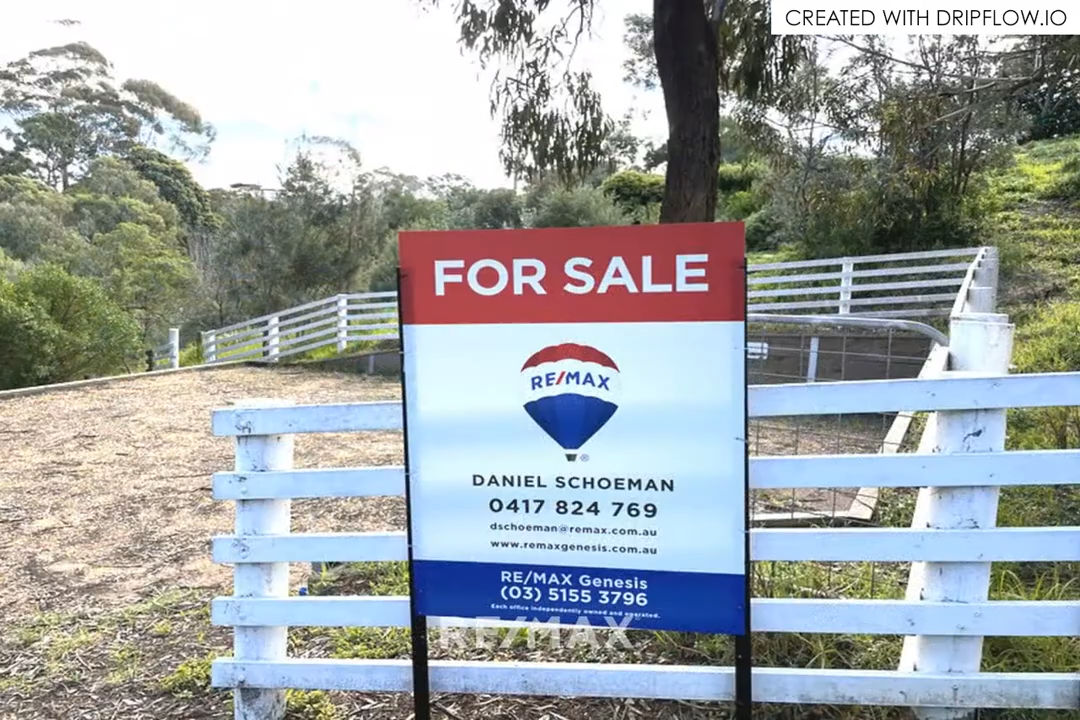 CREATED WITH DRIPFLOW.IO
FOR SALE
RE/MAX
DANIEL SCHOEMAN
0417 824 769
dschoeman@remax.com.au
www.remaxgenesis.com.au
RE/MAX Genesis
(03) 5155 3796
Each office independently owned and operated.
RE/MAX